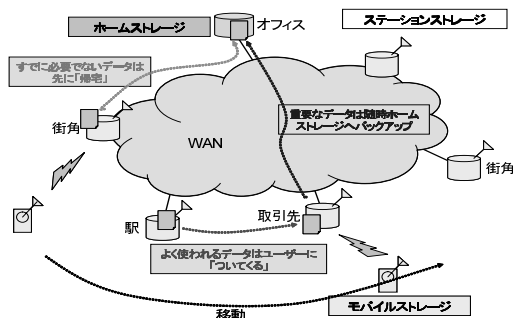 ホームストレージ
オフィス
ステーションストレージ
すでに必要でないデータは
先に「帰宅」
街角
WAN
重要なデータは随時ホーム
ストレージへバックアップ
街角
駅
取引先
よく使われるデータはユーザーに
「ついてくる」
モバイルストレージ
移動